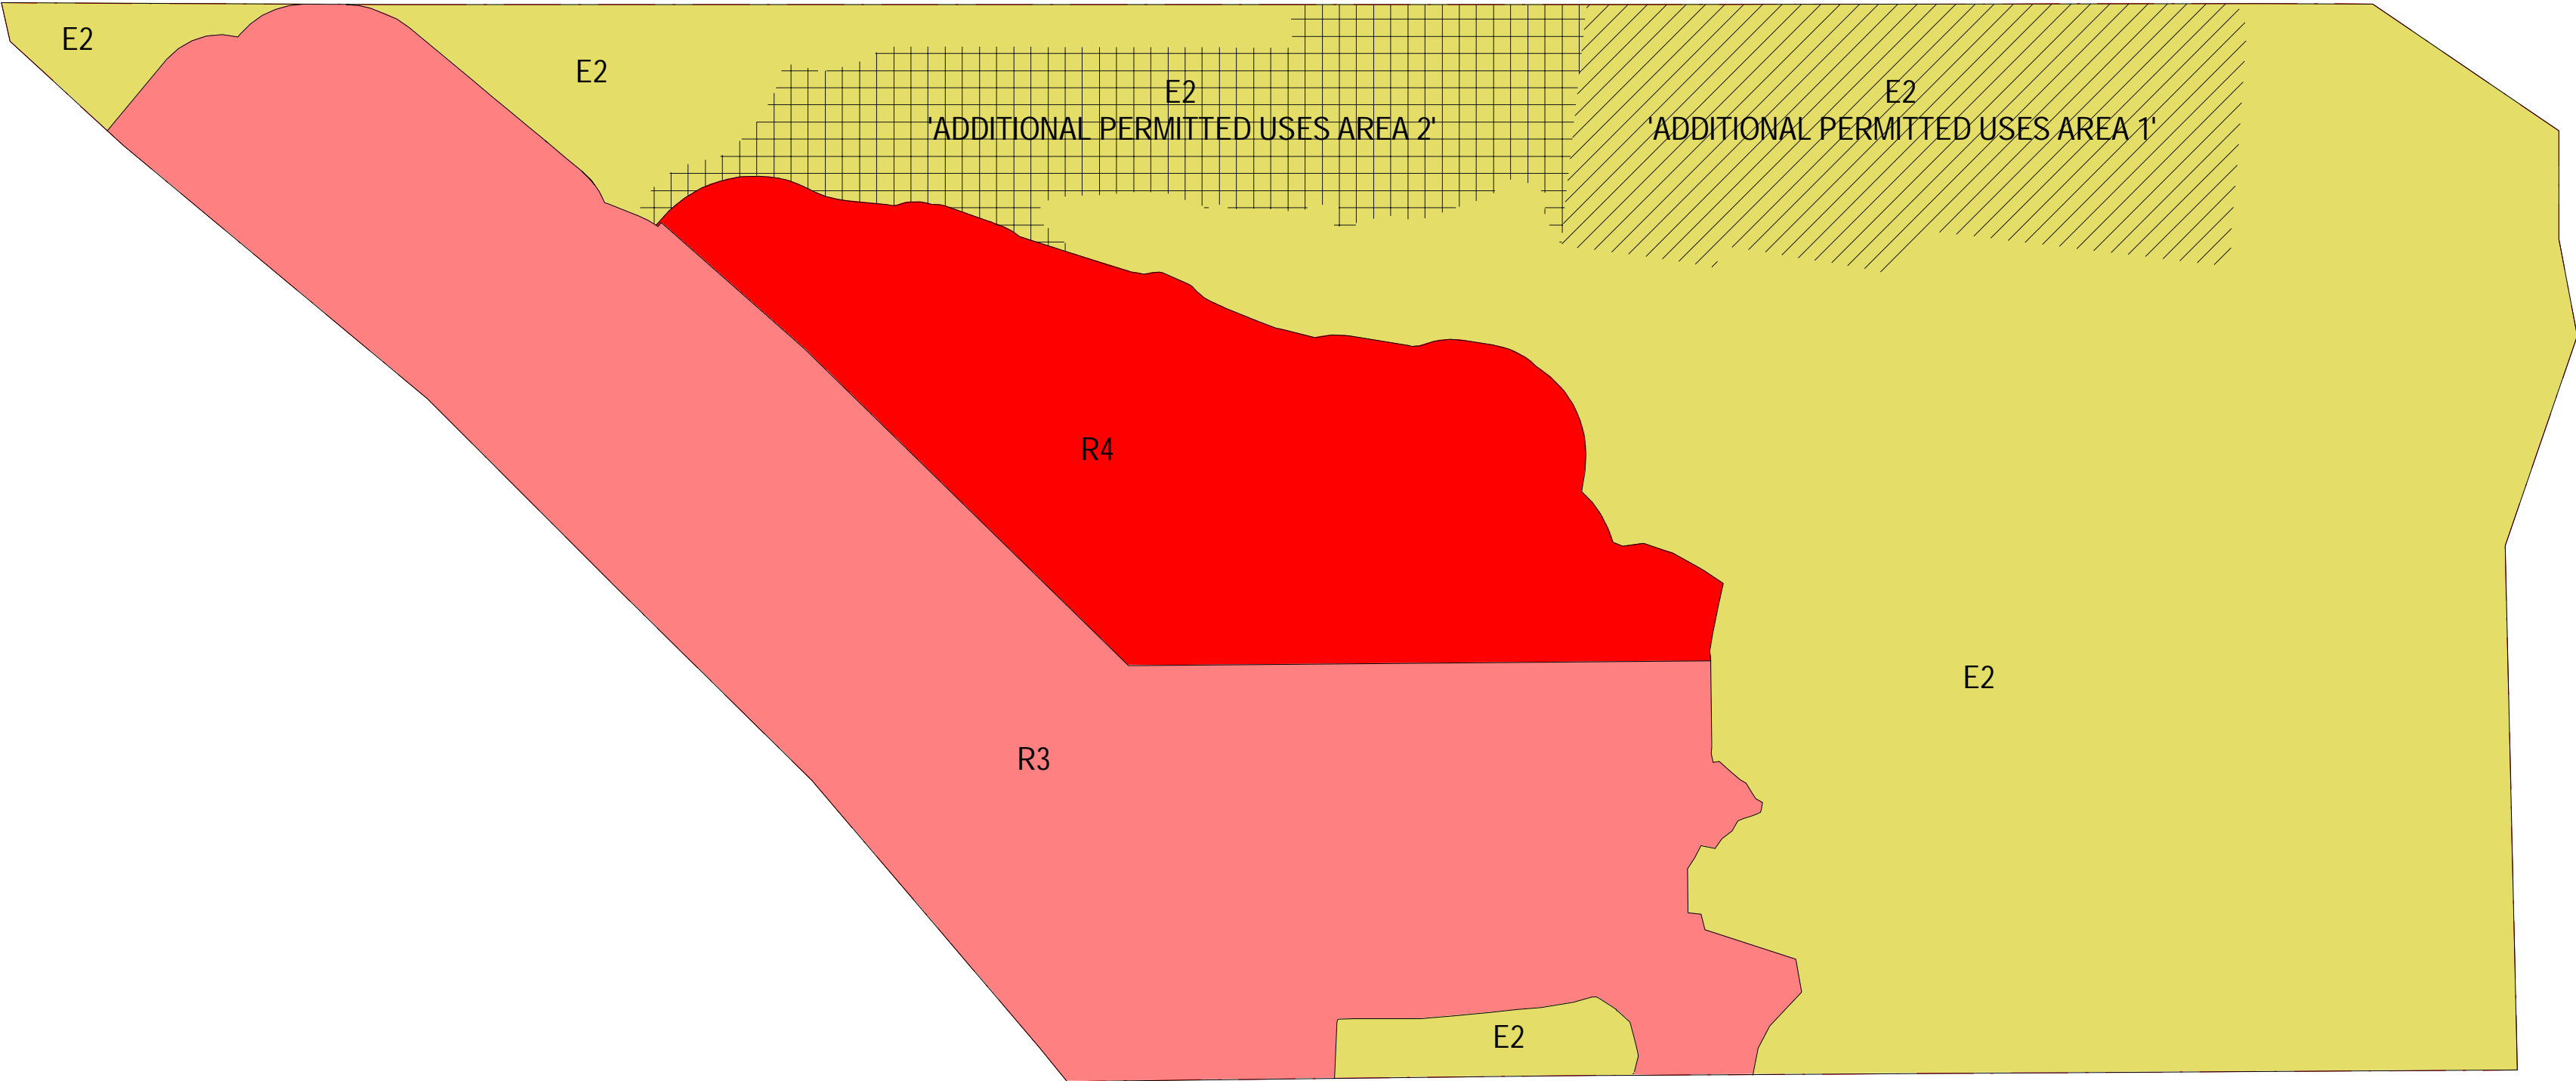 E2
E2
E2
'ADDITIONAL PERMITTED USES AREA 2'
E2
'ADDITIONAL PERMITTED USES AREA 1'
R4
E2
R3
E2